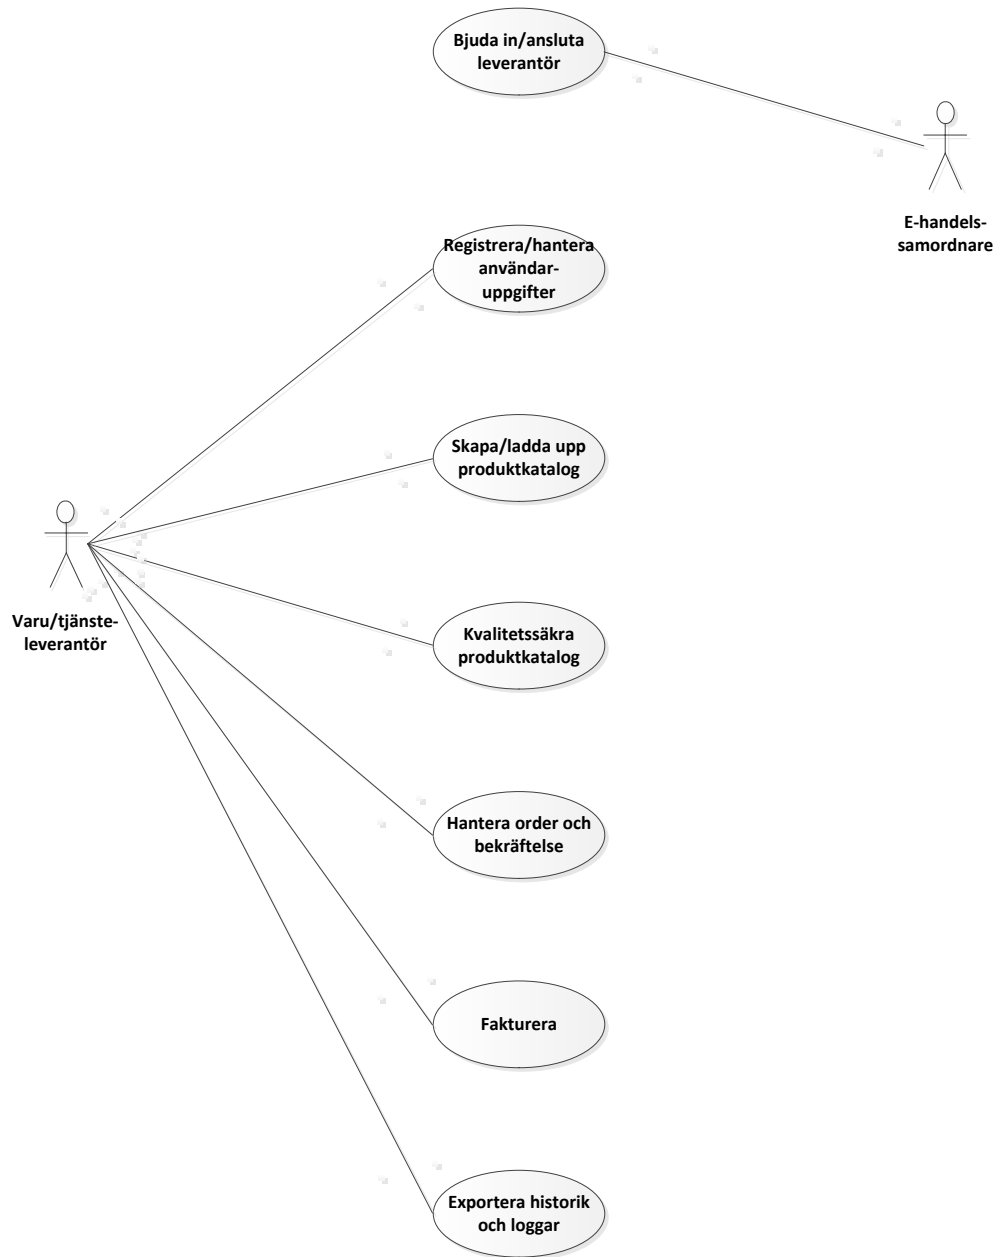 Bjuda in/ansluta
leverantör
E-handels-
samordnare
Registrera/hantera
användar-
uppgifter
Skapa/ladda upp
produktkatalog
Varu/tjänste-
leverantör
Kvalitetssäkra
produktkatalog
Hantera order och
bekräftelse
Fakturera
Exportera historik
och loggar